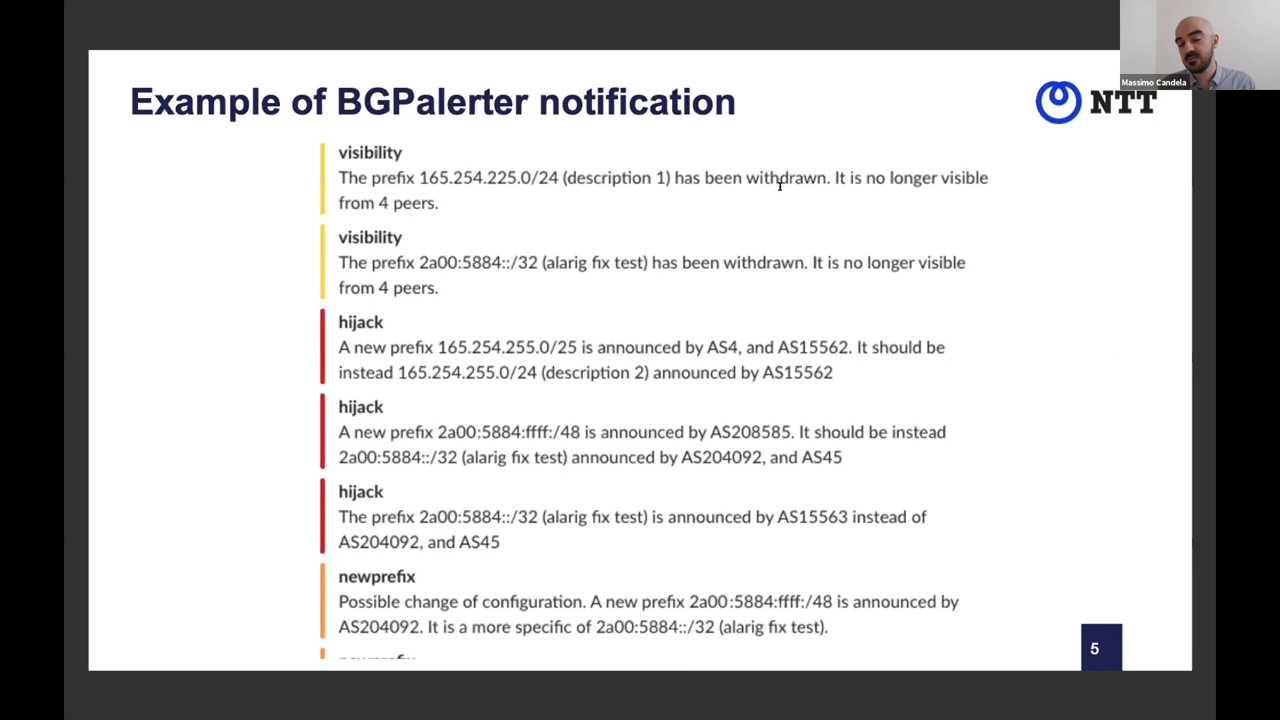 Example of BGPalerter notification
NTT
Massimo Candela
visibility
The prefix 165.254.225.0/24 (description 1) has been withdrawn. It is no longer visible
from 4 peers.
visibility
The prefix 2a00:5884::/32 (alarig fix test) has been withdrawn. It is no longer visible
from 4 peers.
hijack
A new prefix 165.254.255.0/25 is announced by AS4, and AS15562. It should be
instead 165.254.255.0/24 (description 2) announced by AS15562
hijack
A new prefix 2a00:5884:ffff:/48 is announced by AS208585. It should be instead
2a00:5884::/32 (alarig fix test) announced by AS204092, and AS45
hijack
The prefix 2a00:5884::/32 (alarig fix test) is announced by AS15563 instead of
AS204092, and AS45
newprefix
Possible change of configuration. A new prefix 2a00:5884:ffff:/48 is announced by
AS204092. It is a more specific of 2a00:5884::/32 (alarig fix test).
5